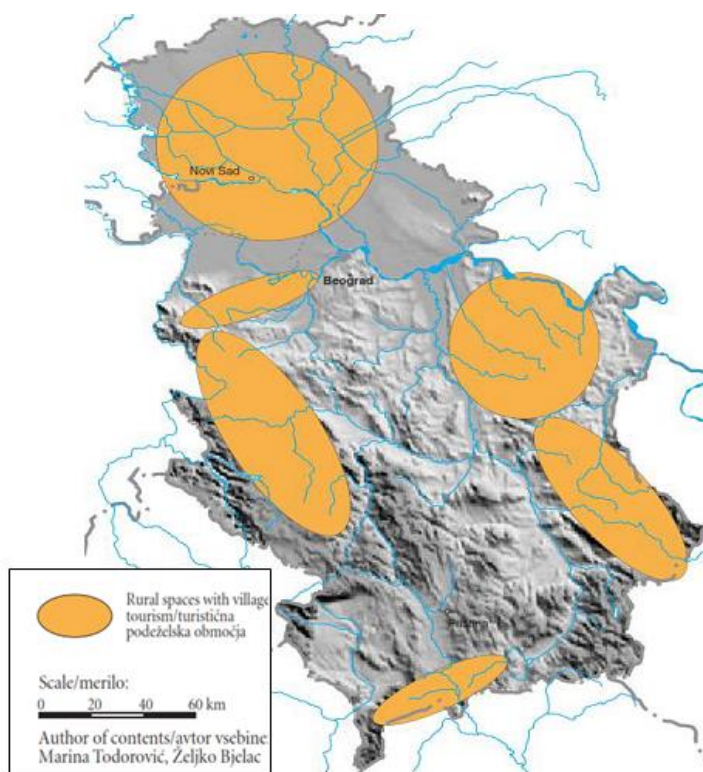 Novi Sad
Beograd
Priština
Rural spaces with village
tourism/turistična
podeželska območja
Scale/merilo:
0 20 40 60 km
Author of contents/avtor vsebine
Marina Todorović, Željko Bjelac